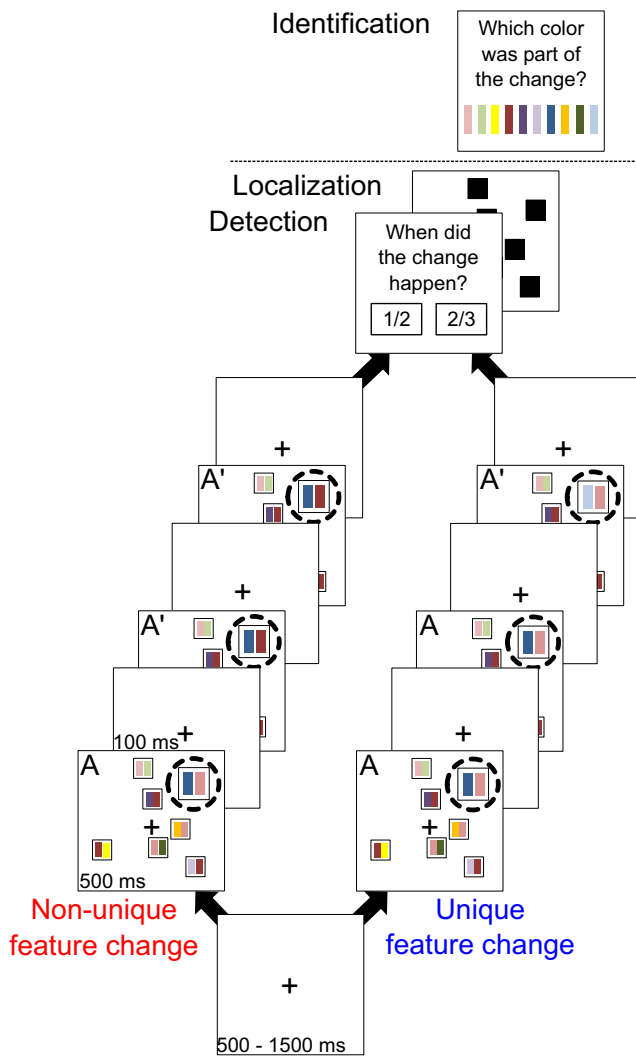 Identification
Which color
was part of
the change?
Localization
Detection
When did
the change
happen?
1/2 2/3
A'
A'
A'
A
100 ms
A
A
500 ms
Non-unique
feature change
Unique
feature change
500 - 1500 ms